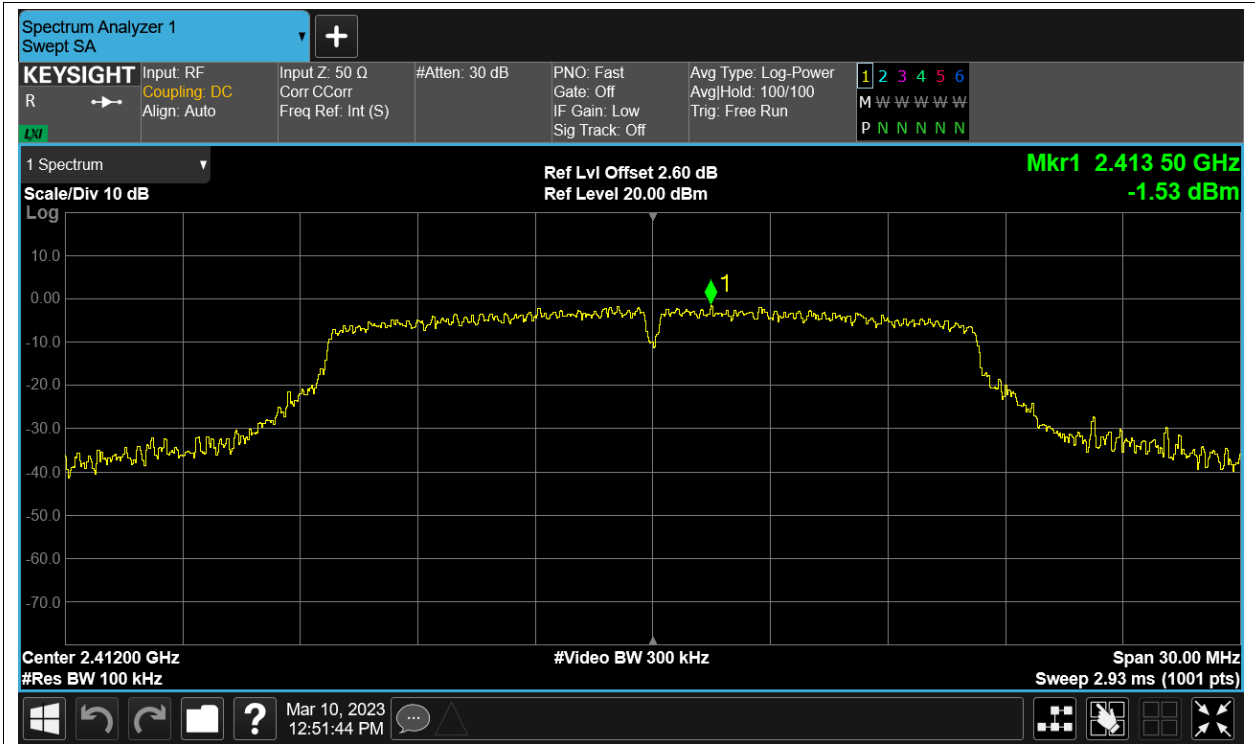 Spectrum Analyzer 1
Swept SA
KEYSIGHT
R
LXI
Input: RF
Coupling: DC
Align: Auto
Input Z: 50 Ω
Corr CCorr
Freq Ref: Int (S)
#Atten: 30 dB
PNO: Fast
Gate: Off
IF Gain: Low
Sig Track: Off
Avg Type: Log-Power
Avg|Hold: 100/100
Trig: Free Run
1 2 3 4 5 6
M W W W W W
P N N N N N
1 Spectrum
Scale/Div 10 dB
Log
Ref Lvl Offset 2.60 dB
Ref Level 20.00 dBm
Mkr1 2.413 50 GHz
-1.53 dBm
10.0
0.00
-10.0
-20.0
-30.0
-40.0
-50.0
-60.0
-70.0
1
Center 2.41200 GHz
#Res BW 100 kHz
#Video BW 300 kHz
Span 30.00 MHz
Sweep 2.93 ms (1001 pts)
?
Mar 10, 2023
12:51:44 PM